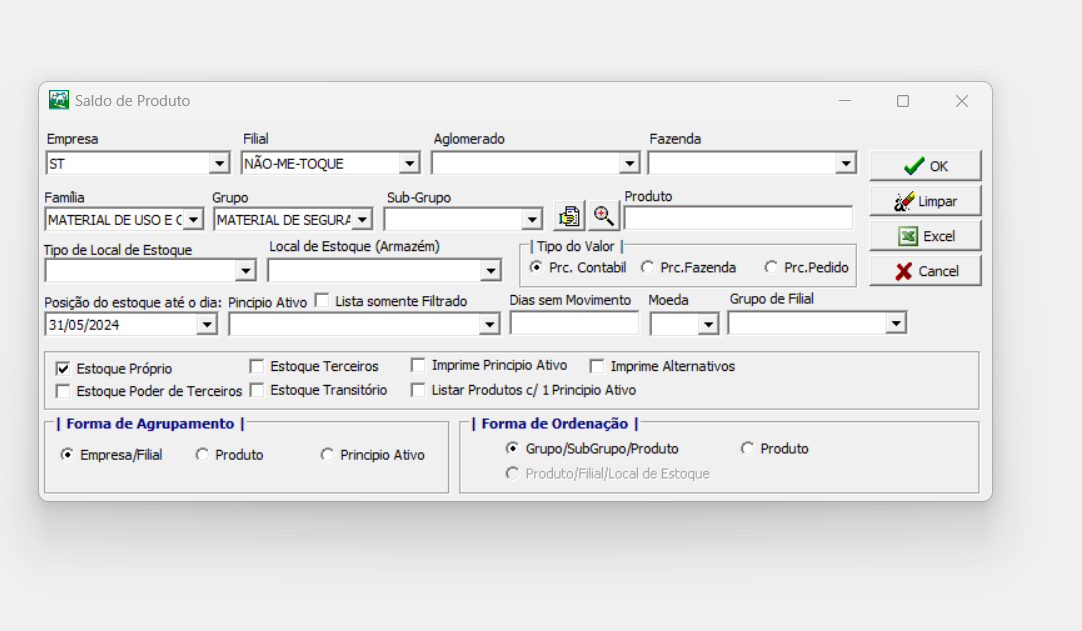 Saldo de Produto
Empresa Filial Aglomerado Fazenda
ST NÃO-ME-TOQUE
OK
Família Grupo Sub-Grupo Produto
Limpar
MATERIAL DE USO E C MATERIAL DE SEGURA
Tipo de Local de Estoque Local de Estoque (Armazém) Tipo do Valor
Excel
Prc. Contabil Prc.Fazenda Prc.Pedido
Cancel
Posição do estoque até o dia: Pincipio Ativo Lista somente Filtrado Dias sem Movimento Moeda Grupo de Filial
31/05/2024
Estoque Próprio Estoque Terceiros Imprime Principio Ativo Imprime Alternativos
Estoque Poder de Terceiros Estoque Transitório Listar Produtos c/ 1 Principio Ativo
| Forma de Agrupamento | | Forma de Ordenação |
Empresa/Filial Produto Principio Ativo Grupo/SubGrupo/Produto Produto
Produto/Filial/Local de Estoque